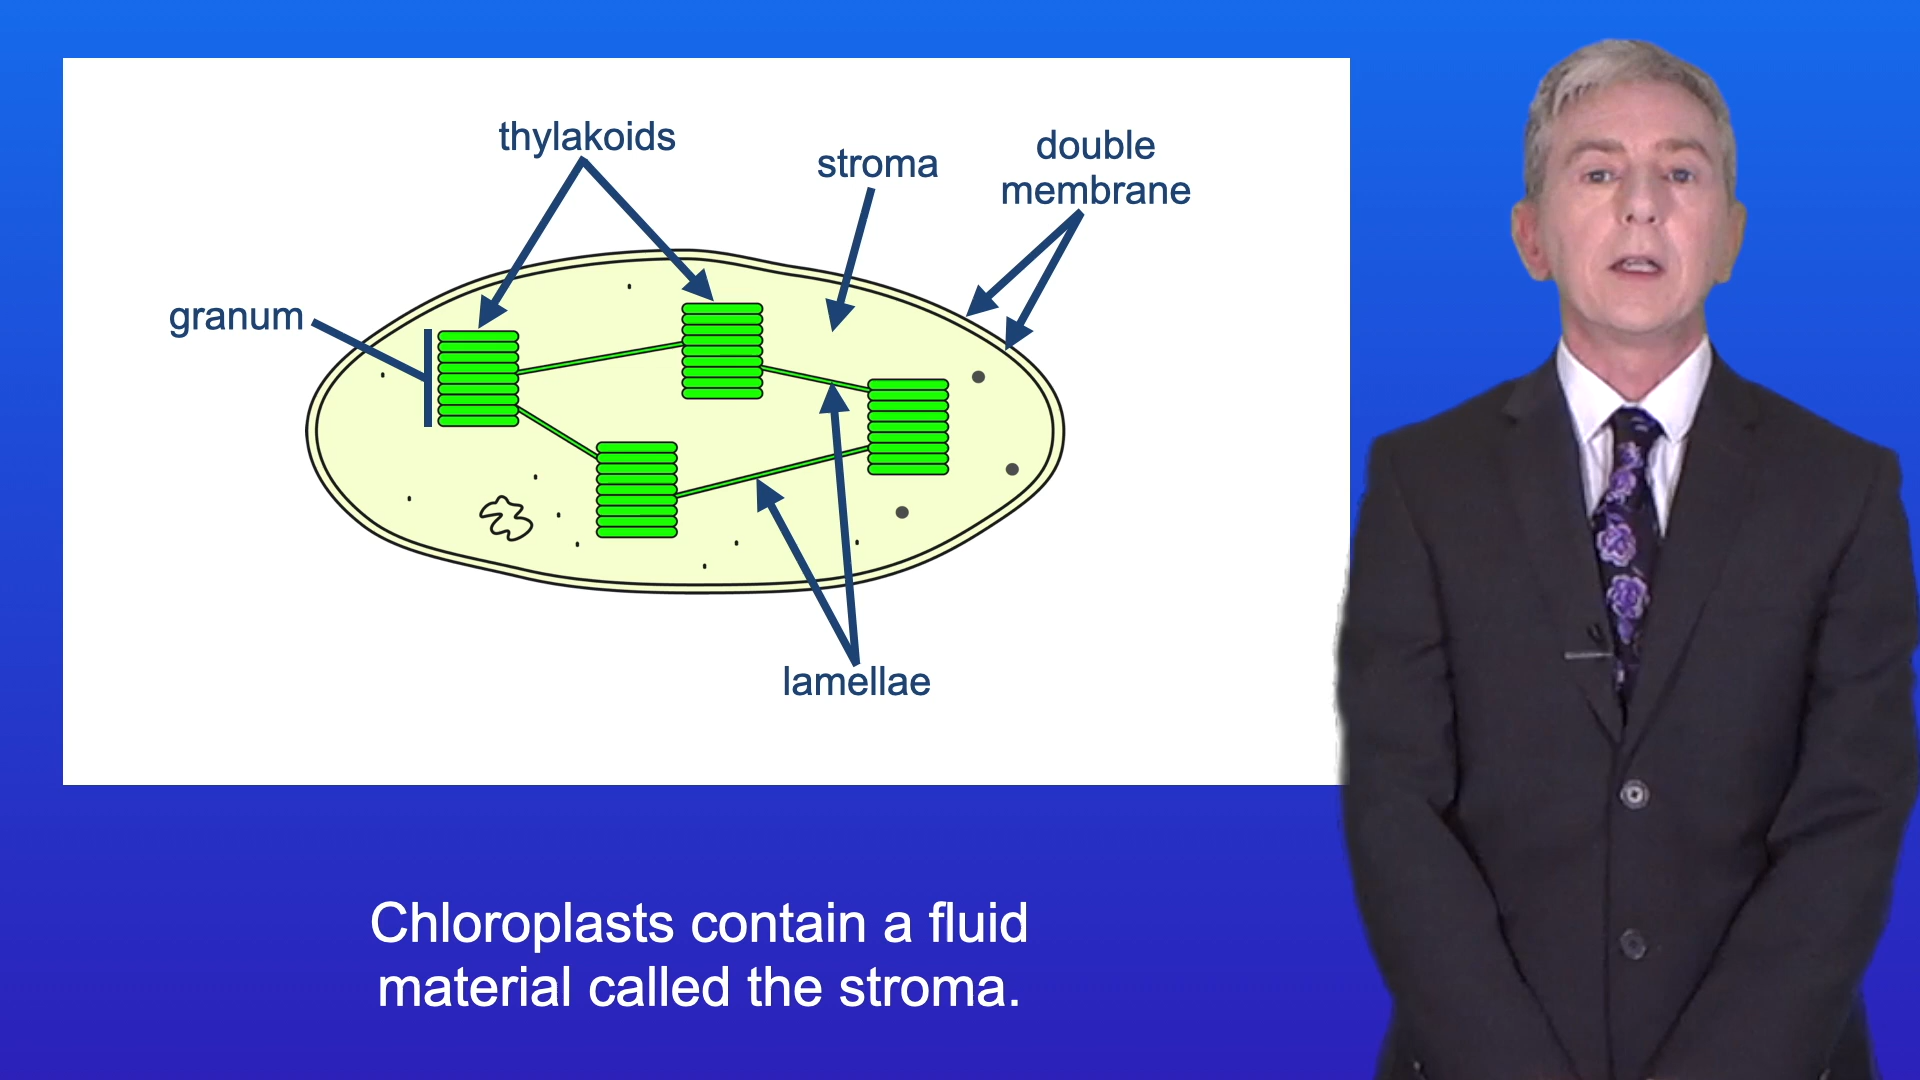 thylakoids
stroma
double
membrane
granum
lamellae
Chloroplasts contain a fluid
material called the stroma.